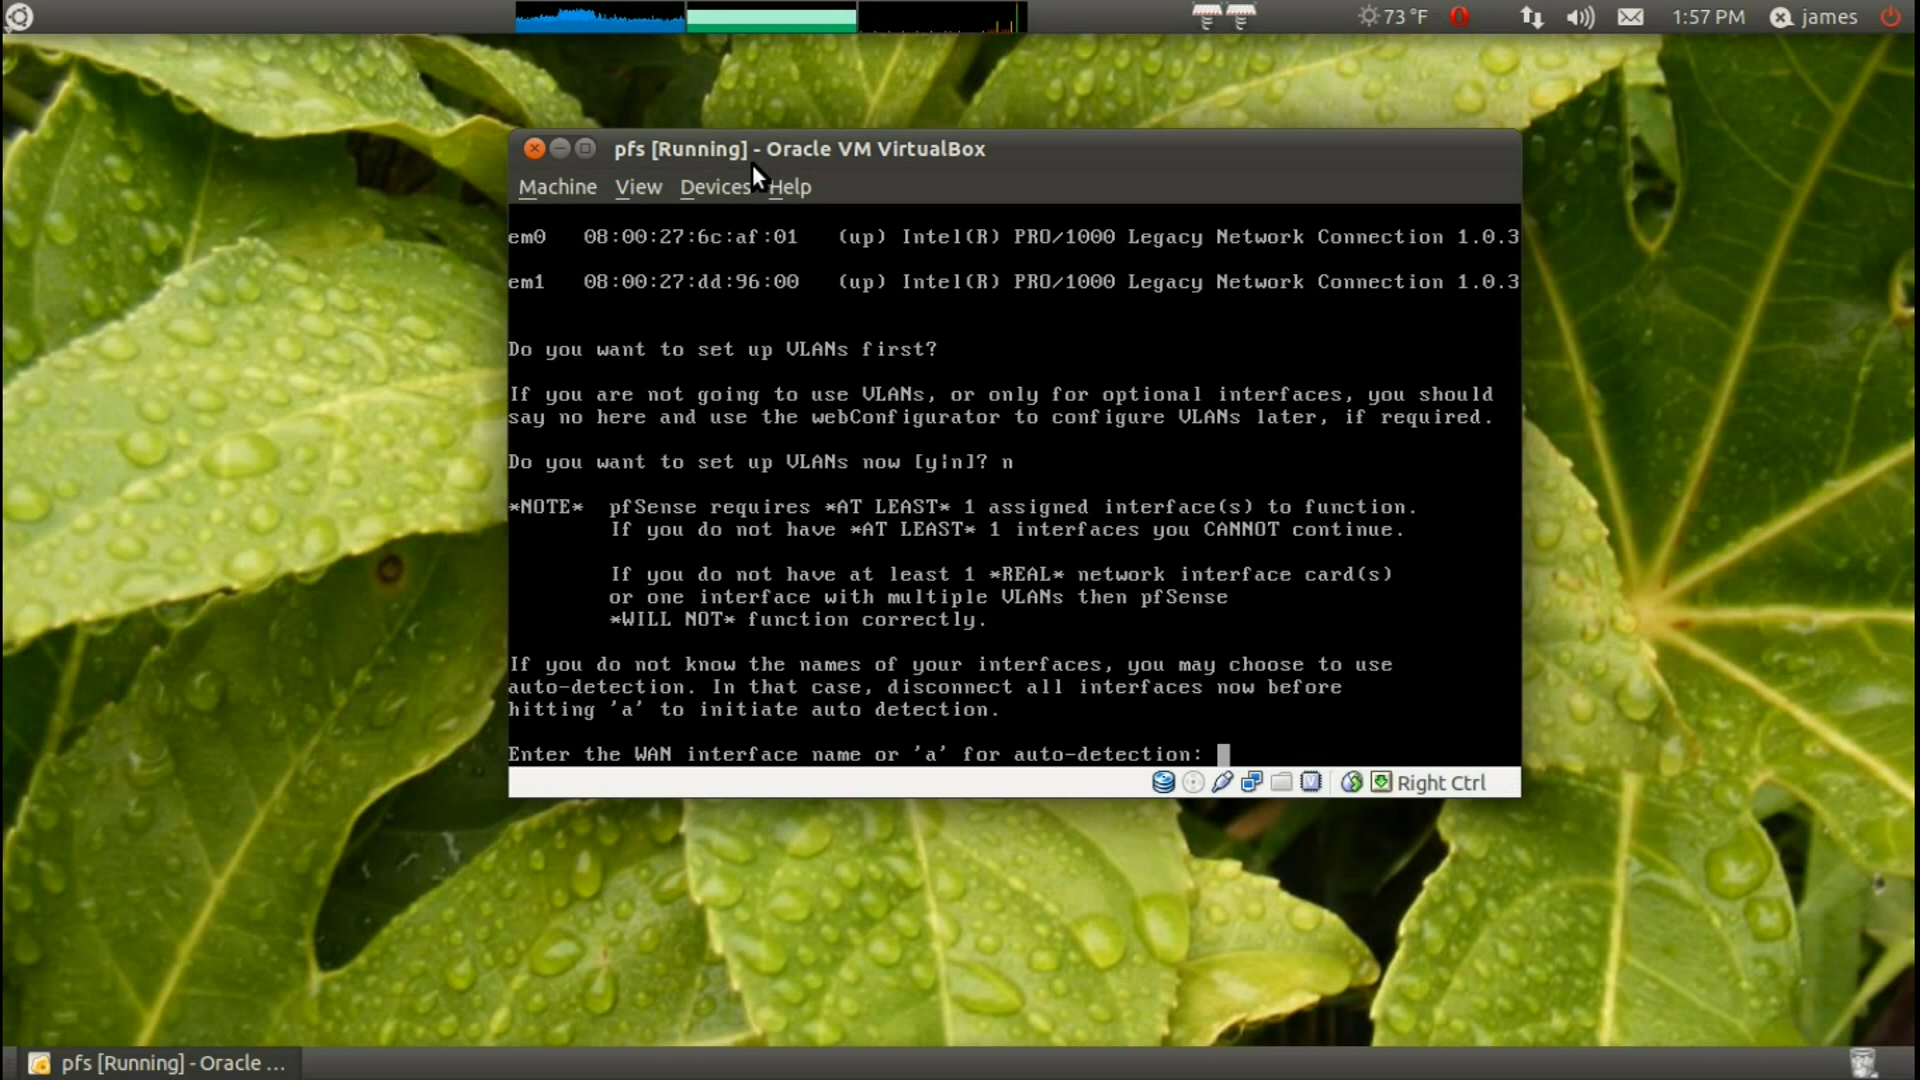 73 °F
1:57 PM
james
pfs [Running] - Oracle VM VirtualBox
Machine View Devices Help
em0 08:00:27:6c:af:01 (up) Intel(R) PRO/1000 Legacy Network Connection 1.0.3
em1 08:00:27:dd:96:00 (up) Intel(R) PRO/1000 Legacy Network Connection 1.0.3
Do you want to set up VLANs first?
If you are not going to use VLANs, or only for optional interfaces, you should
say no here and use the webConfigurator to configure VLANs later, if required.
Do you want to set up VLANs now [y|n]? n
*NOTE* pfSense requires *AT LEAST* 1 assigned interface(s) to function.
If you do not have *AT LEAST* 1 interfaces you CANNOT continue.
If you do not have at least 1 *REAL* network interface card(s)
or one interface with multiple VLANs then pfSense
*WILL NOT* function correctly.
If you do not know the names of your interfaces, you may choose to use
auto-detection. In that case, disconnect all interfaces now before
hitting 'a' to initiate auto detection.
Enter the WAN interface name or 'a' for auto-detection:
Right Ctrl
pfs [Running] - Oracle ...